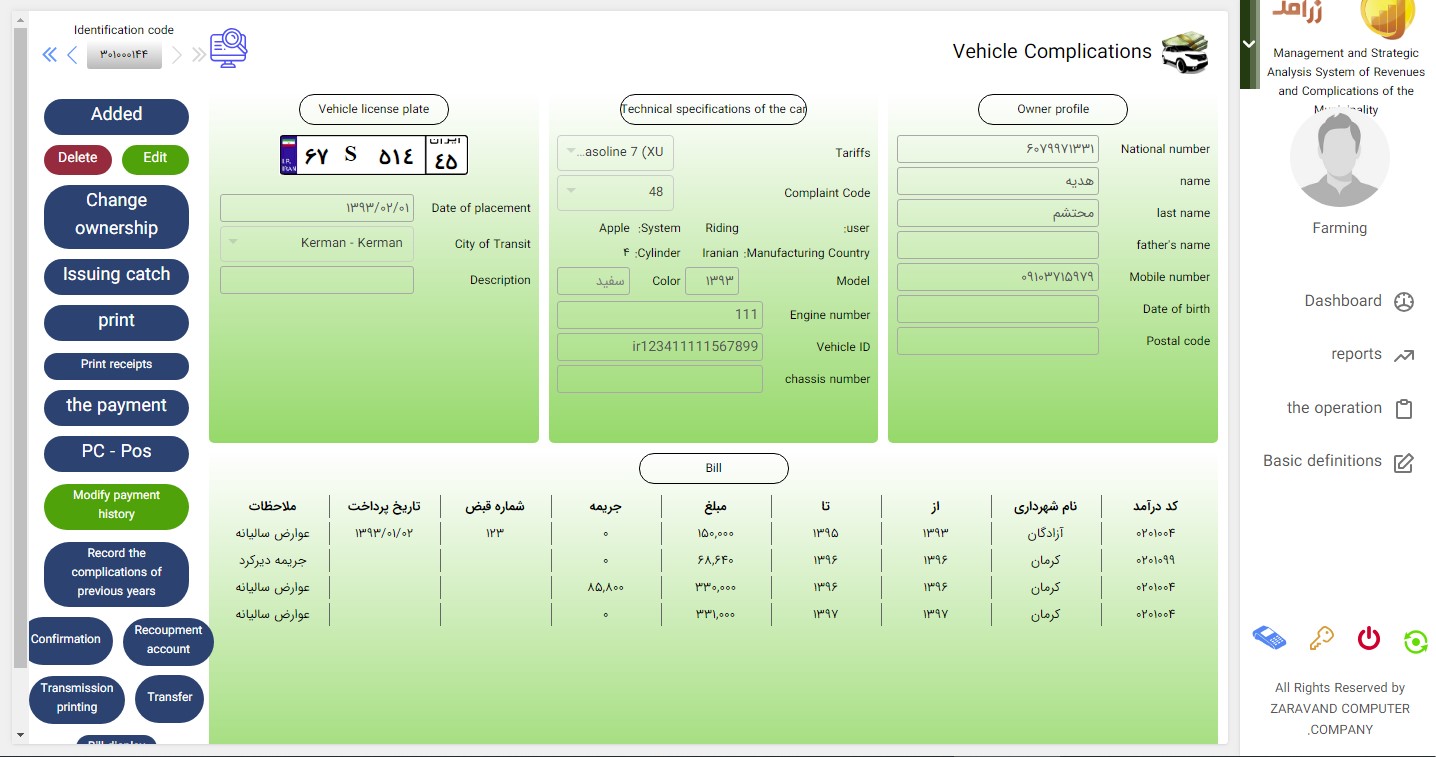 Identification code
۳۰۱۰۰۰۱۴۴
Vehicle Complications
زرآمد
Management and Strategic
Analysis System of Revenues
and Complications of the
Municipality
Farming
Dashboard
reports
the operation
Basic definitions
All Rights Reserved by
ZARAVAND COMPUTER
.COMPANY
Added
Delete
Edit
Change
ownership
Issuing catch
print
Print receipts
the payment
PC - Pos
Modify payment
history
Record the
complications of
previous years
Confirmation
Recoupment
account
Transmission
printing
Transfer
Bill display
Vehicle license plate
I.R.
IRAN
۶۷ S ۵۱۴
ایران
۴۵
Date of placement ۱۳۹۳/۰۲/۰۱
City of Transit Kerman - Kerman
Description
Technical specifications of the car
Tariffs ...asoline 7 (XU
Complaint Code 48
Apple :System Riding :user
۴ :Cylinder Iranian :Manufacturing Country
سفید Color ۱۳۹۳ Model
111 Engine number
ir123411111567899 Vehicle ID
chassis number
Owner profile
۶۰۷۹۹۷۱۳۳۱ National number
هدیه name
محتشم last name
father's name
۰۹۱۰۳۷۱۵۹۷۹ Mobile number
Date of birth
Postal code
Bill
کد درآمد نام شهرداری از تا مبلغ جریمه شماره قبض تاریخ پرداخت ملاحظات
۰۲۰۱۰۰۴ آزادگان ۱۳۹۳ ۱۳۹۵ ۱۵۰,۰۰۰ ۰ ۱۲۳ ۱۳۹۳/۰۱/۰۲ عوارض سالیانه
۰۲۰۱۰۹۹ کرمان ۱۳۹۶ ۱۳۹۶ ۶۸,۶۴۰ ۰ جریمه دیرکرد
۰۲۰۱۰۰۴ کرمان ۱۳۹۶ ۱۳۹۶ ۳۳۰,۰۰۰ ۸۵,۸۰۰ عوارض سالیانه
۰۲۰۱۰۰۴ کرمان ۱۳۹۷ ۱۳۹۷ ۳۳۱,۰۰۰ ۰ عوارض سالیانه